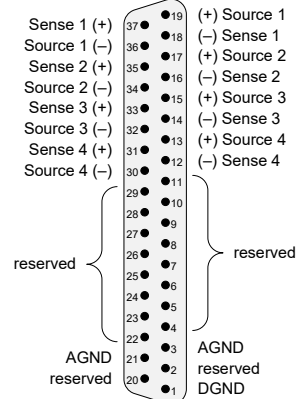 Sense 1 (+) 37 19 (+) Source 1
Source 1 (–) 36 18 (–) Sense 1
Sense 2 (+) 35 17 (+) Source 2
Source 2 (–) 34 16 (–) Sense 2
Sense 3 (+) 33 15 (+) Source 3
Source 3 (–) 32 14 (–) Sense 3
Sense 4 (+) 31 13 (+) Source 4
Source 4 (–) 30 12 (–) Sense 4
29 11
28 10
27 9
26 8
reserved 25 7 reserved
24 6
23 5
22 4
AGND 21 3 AGND
reserved 20 2 reserved
1 DGND